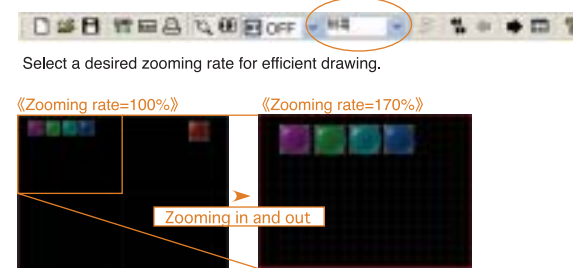 OFF
Select a desired zooming rate for efficient drawing.
《Zooming rate=100%》
《Zooming rate=170%》
Zooming in and out